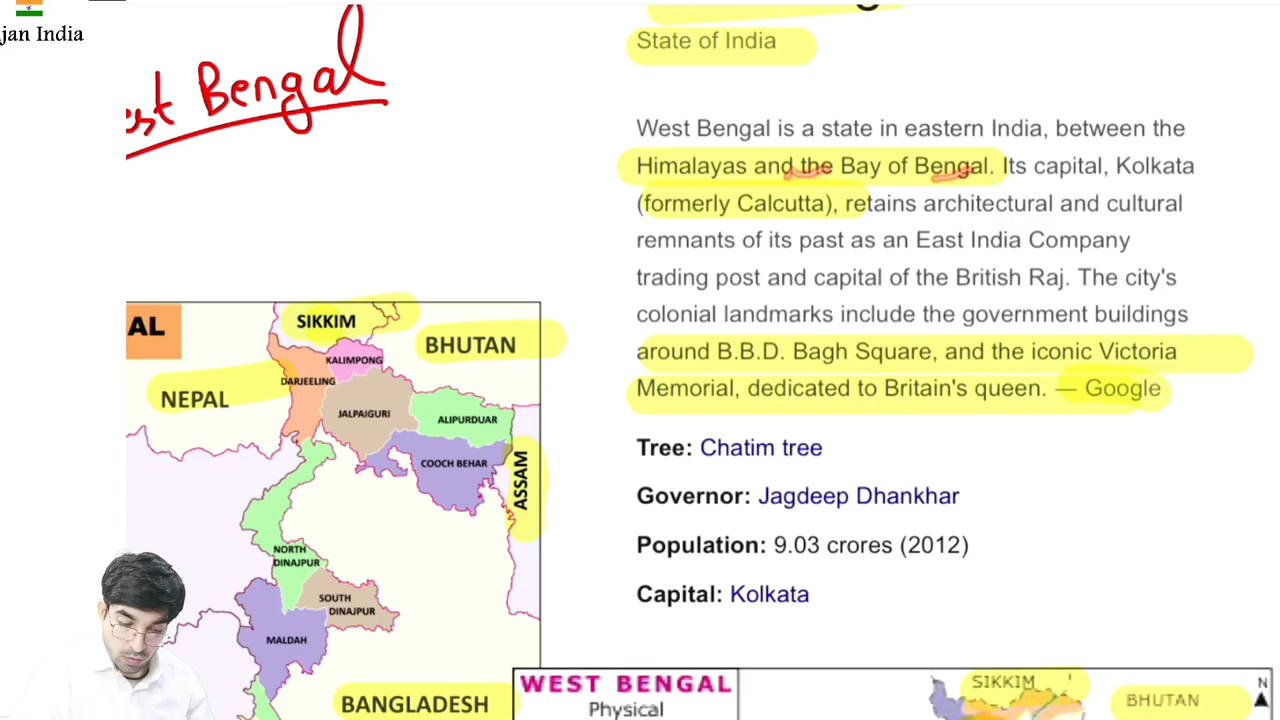 jan India
est Bengal
State of India
West Bengal is a state in eastern India, between the
Himalayas and the Bay of Bengal. Its capital, Kolkata
(formerly Calcutta), retains architectural and cultural
remnants of its past as an East India Company
trading post and capital of the British Raj. The city's
colonial landmarks include the government buildings
around B.B.D. Bagh Square, and the iconic Victoria
Memorial, dedicated to Britain's queen. — Google
Tree: Chatim tree
Governor: Jagdeep Dhankhar
Population: 9.03 crores (2012)
Capital: Kolkata
AL
SIKKIM
BHUTAN
KALIMPONG
NEPAL
DARJEELING
JALPAIGURI
ALIPURDUAR
COOCH BEHAR
ASSAM
NORTH
DINAJPUR
SOUTH
DINAJPUR
MALDAH
BANGLADESH
WEST BENGAL
Physical
SIKKIM
BHUTAN
N